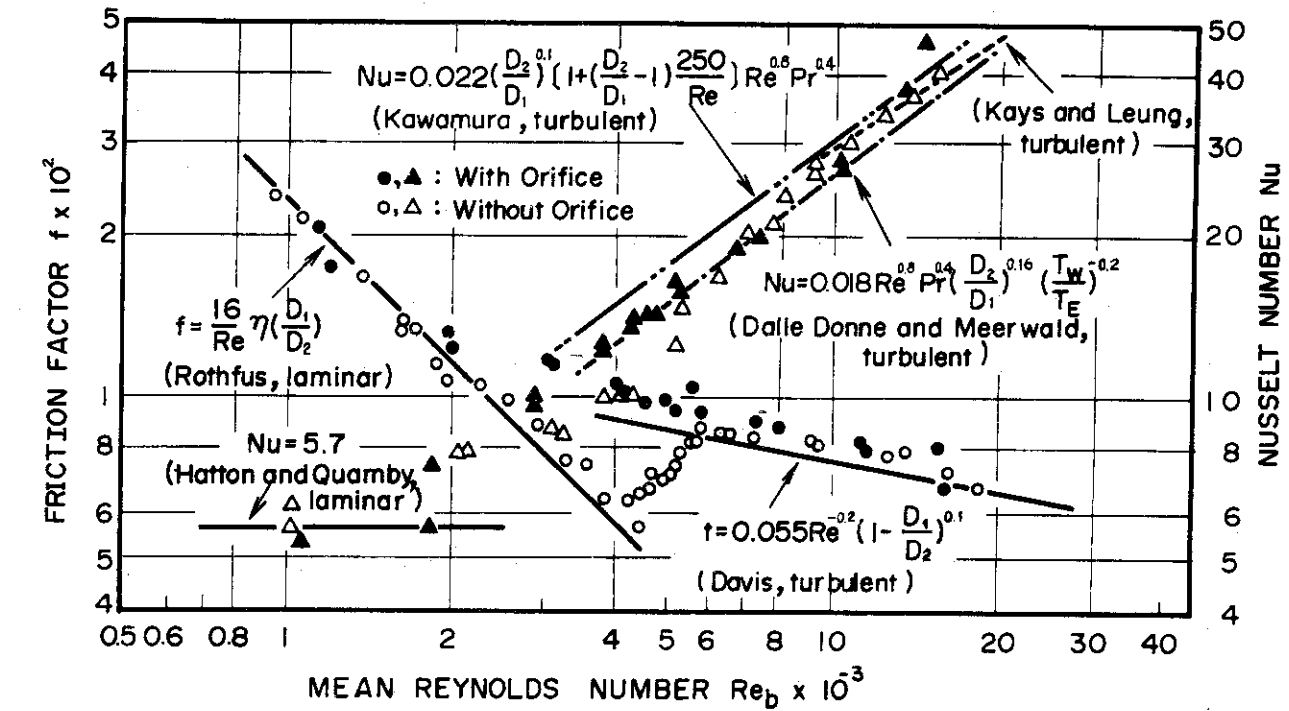 5
4
3
2
1
8
6
5
4
FRICTION FACTOR f x 10²
Nu=0.022(D₂/D₁)^0.1 (1+(D₂/D₁ -1) 250/Re) Re^0.8 Pr^0.4
(Kawamura, turbulent)
●,▲ : With Orifice
○,△ : Without Orifice
(Kays and Leung,
turbulent)
f= 16/Re η(D₁/D₂)
(Rothfus, laminar)
Nu=0.018 Re^0.8 Pr^0.4 (D₂/D₁)^0.16 (T_W/T_E)^-0.2
(Dalle Donne and Meerwald,
turbulent)
Nu=5.7
(Hatton and Quamby,
laminar)
f=0.055Re^-0.2 (1- D₁/D₂)^0.1
(Davis, turbulent)
50
40
30
20
10
8
6
5
4
NUSSELT NUMBER Nu
0.5 0.6 0.8 1 2 4 5 6 8 10 20 30 40
MEAN REYNOLDS NUMBER Re_b x 10^-3